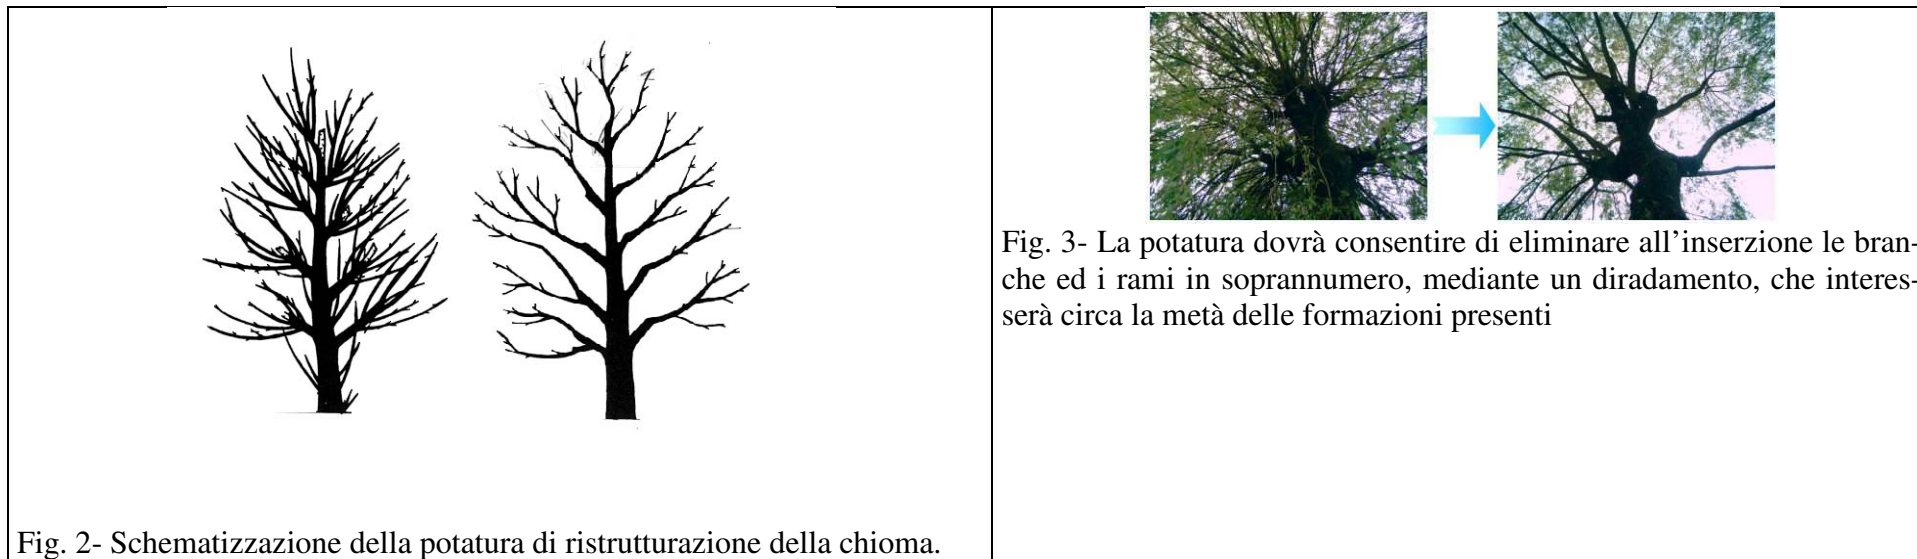 Fig. 2- Schematizzazione della potatura di ristrutturazione della chioma.
Fig. 3- La potatura dovrà consentire di eliminare all’inserzione le bran-
che ed i rami in soprannumero, mediante un diradamento, che interes-
serà circa la metà delle formazioni presenti